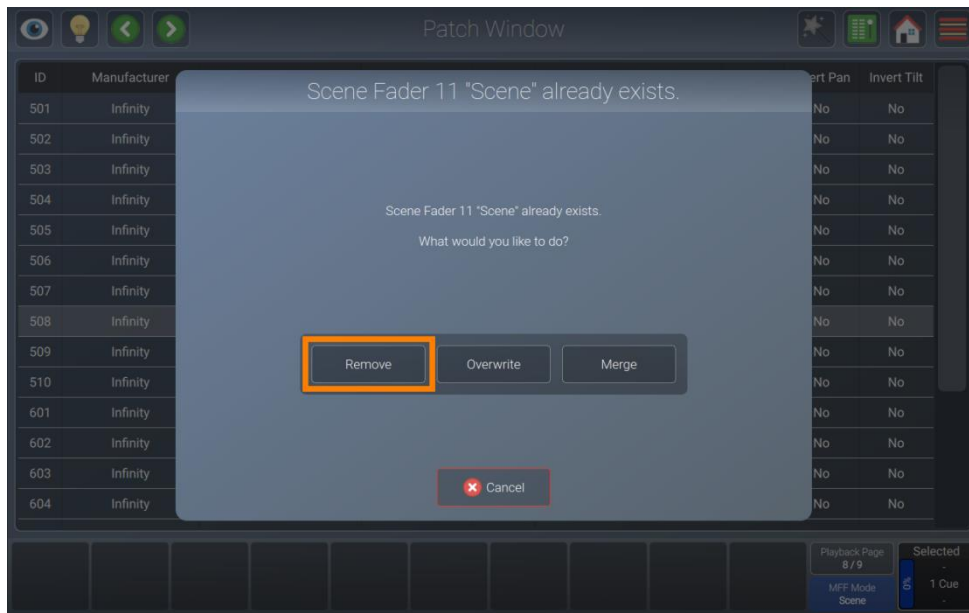 Patch Window
ID Manufacturer ert Pan Invert Tilt
Scene Fader 11 "Scene" already exists.
501 Infinity No No
502 Infinity No No
503 Infinity No No
504 Infinity No No
Scene Fader 11 "Scene" already exists.
505 Infinity No No
What would you like to do?
506 Infinity No No
507 Infinity No No
508 Infinity No No
509 Infinity No No
Remove Overwrite Merge
510 Infinity No No
601 Infinity No No
602 Infinity No No
603 Infinity No No
Cancel
604 Infinity No No
Playback Page
8/9
MFF Mode
Scene
0%
Selected
-
1 Cue
-